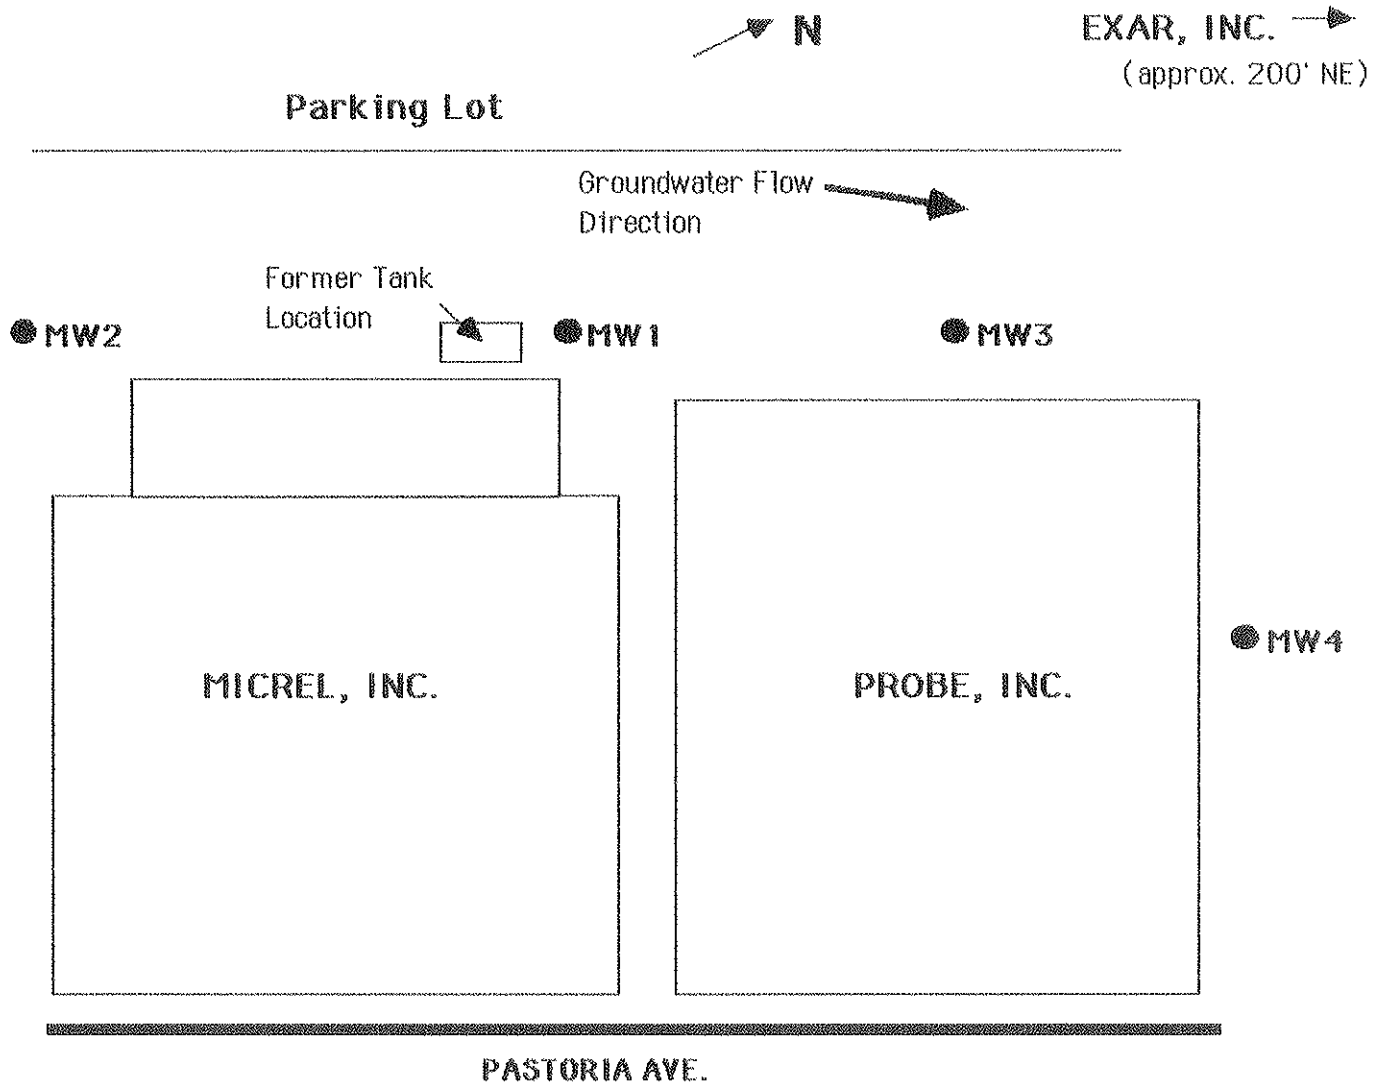 N
EXAR, INC.
(approx. 200' NE)
Parking Lot
Groundwater Flow
Direction
Former Tank
Location
MW2
MW1
MW3
MICREL, INC.
PROBE, INC.
MW4
PASTORIA AVE.